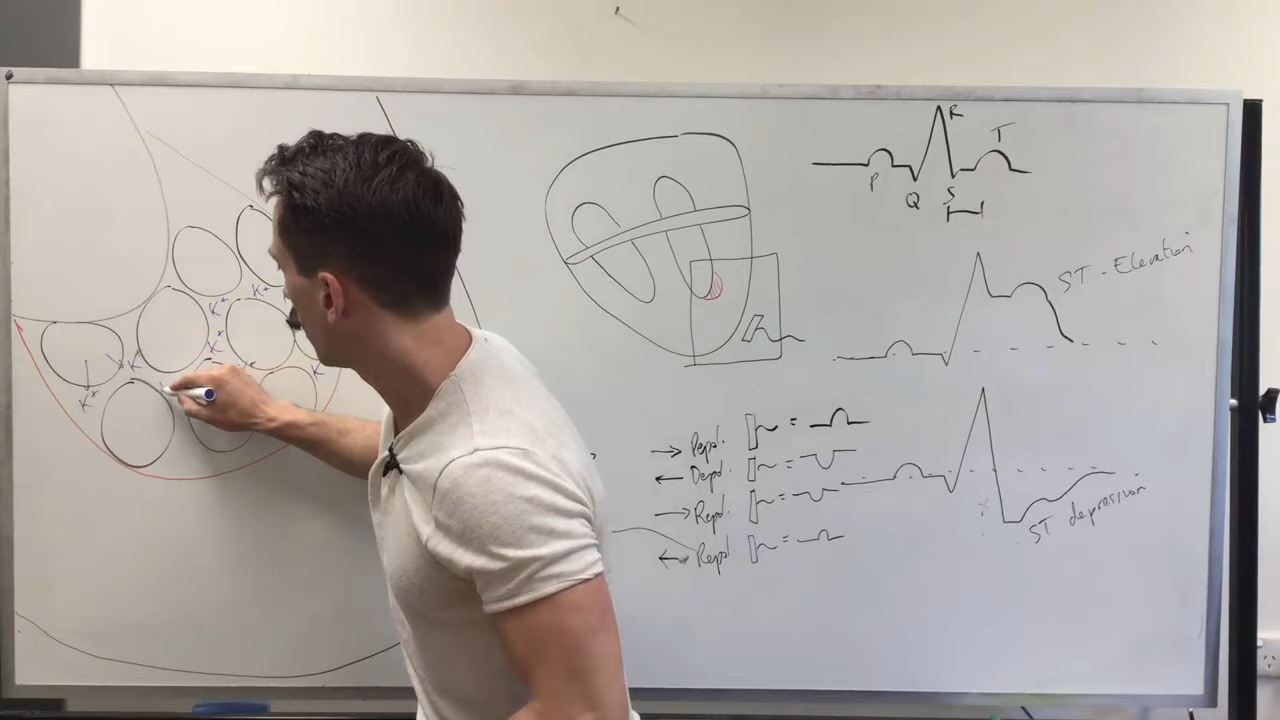 K+
K+
K+
K
K
K+
R
T
P
Q
S
ST - Elevation
→ Repol. =
← Depol. =
→ Repol. =
← Repol. =
ST depression